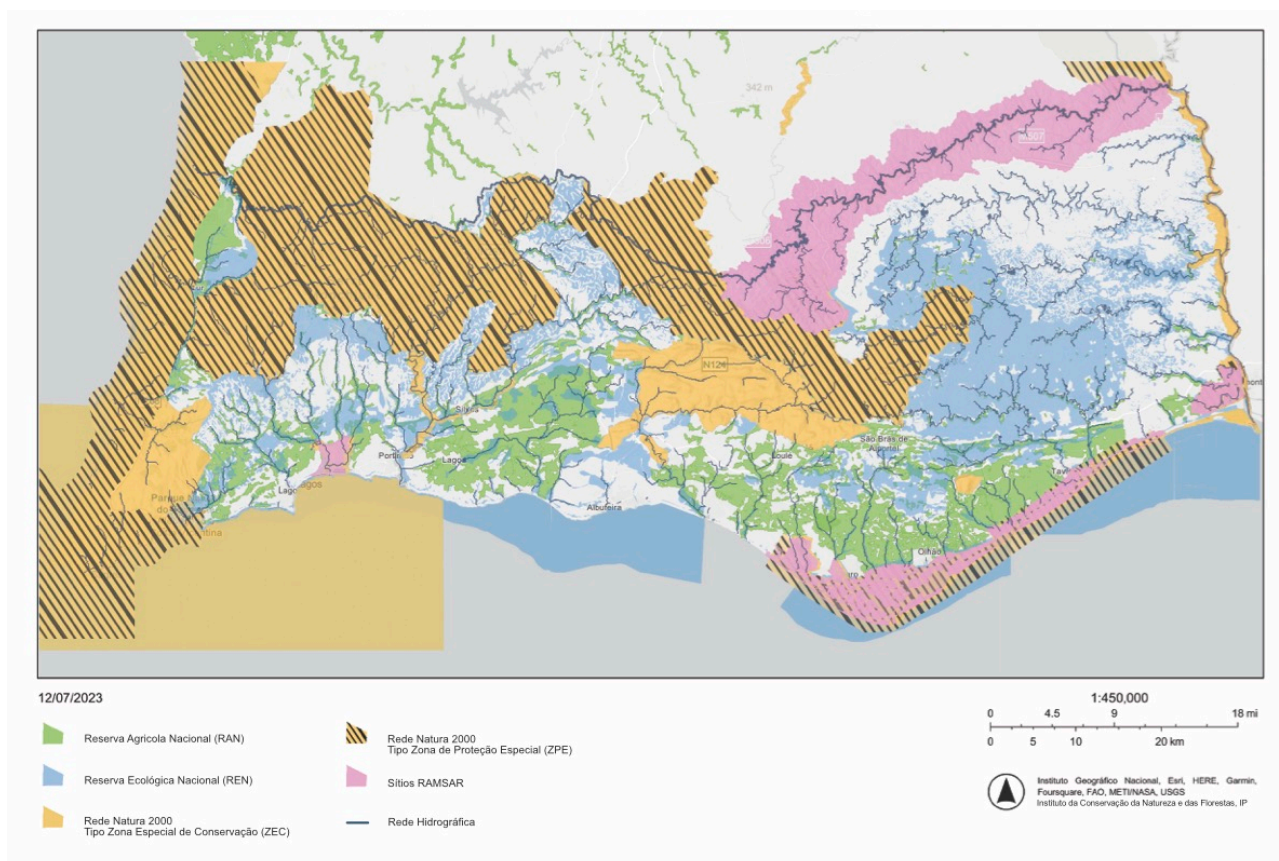 342 m
N124
Silves
São Brás de
Alportel
Loulé
Lagoa
Lagos
Albufeira
Olhão
12/07/2023
Reserva Agricola Nacional (RAN)
Reserva Ecológica Nacional (REN)
Rede Natura 2000
Tipo Zona Especial de Conservação (ZEC)
Rede Natura 2000
Tipo Zona de Proteção Especial (ZPE)
Sítios RAMSAR
Rede Hidrográfica
1:450,000
0 4.5 9 18 mi
0 5 10 20 km
Instituto Geográfico Nacional, Esri, HERE, Garmin,
Foursquare, FAO, METI/NASA, USGS
Instituto da Conservação da Natureza e das Florestas, IP